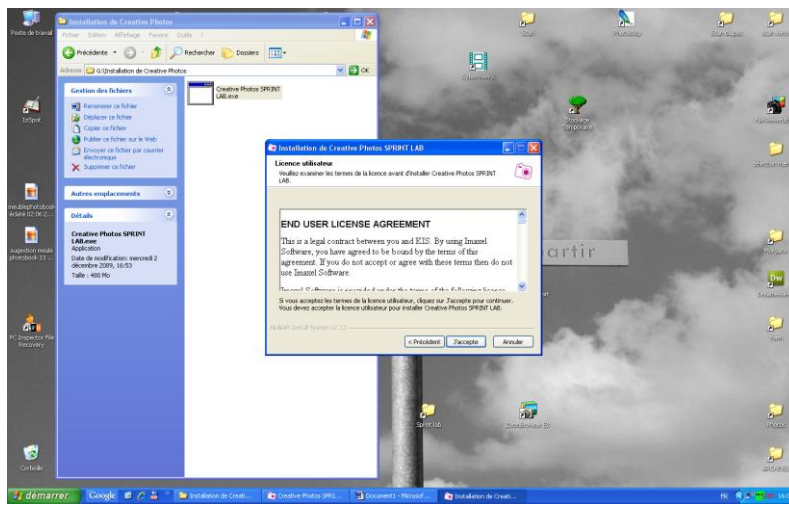 Poste de travail
Installation de Creative Photos
Fichier Edition Affichage Favoris Outils ?
Précédente
Rechercher
Dossiers
Adresse
G:\Installation de Creative Photos
OK
Gestion des fichiers
Renommer ce fichier
Déplacer ce fichier
Copier ce fichier
Publier ce fichier sur le Web
Envoyer ce fichier par courrier
électronique
Supprimer ce fichier
Autres emplacements
Détails
Creative Photos SPRINT
LAB.exe
Application
Date de modification: mercredi 2
décembre 2009, 16:53
Taille : 480 Mo
Creative Photos SPRINT
LAB.exe
Installation de Creative Photos SPRINT LAB
Licence utilisateur
Veuillez examiner les termes de la licence avant d'installer Creative Photos SPRINT
LAB.
END USER LICENSE AGREEMENT
This is a legal contract between you and KIS. By using Imaxel
Software, you have agreed to be bound by the terms of this
agreement. If you do not accept or agree with these terms then do not
use Imaxel Software.
Si vous acceptez les termes de la licence utilisateur, cliquez sur J'accepte pour continuer.
Vous devez accepter la licence utilisateur pour installer Creative Photos SPRINT LAB.
< Précédent
J'accepte
Annuler
artir
Scan
Photoshop
Stockage
Temporaire
PC Inspector File
Recovery
Sprint lab
ZoomBrowser EX
Photos
Corbeille
démarrer
Google
Installation de Creati...
Creative Photos SPRI...
Document1 - Microsof...
Installation de Creati...
FR